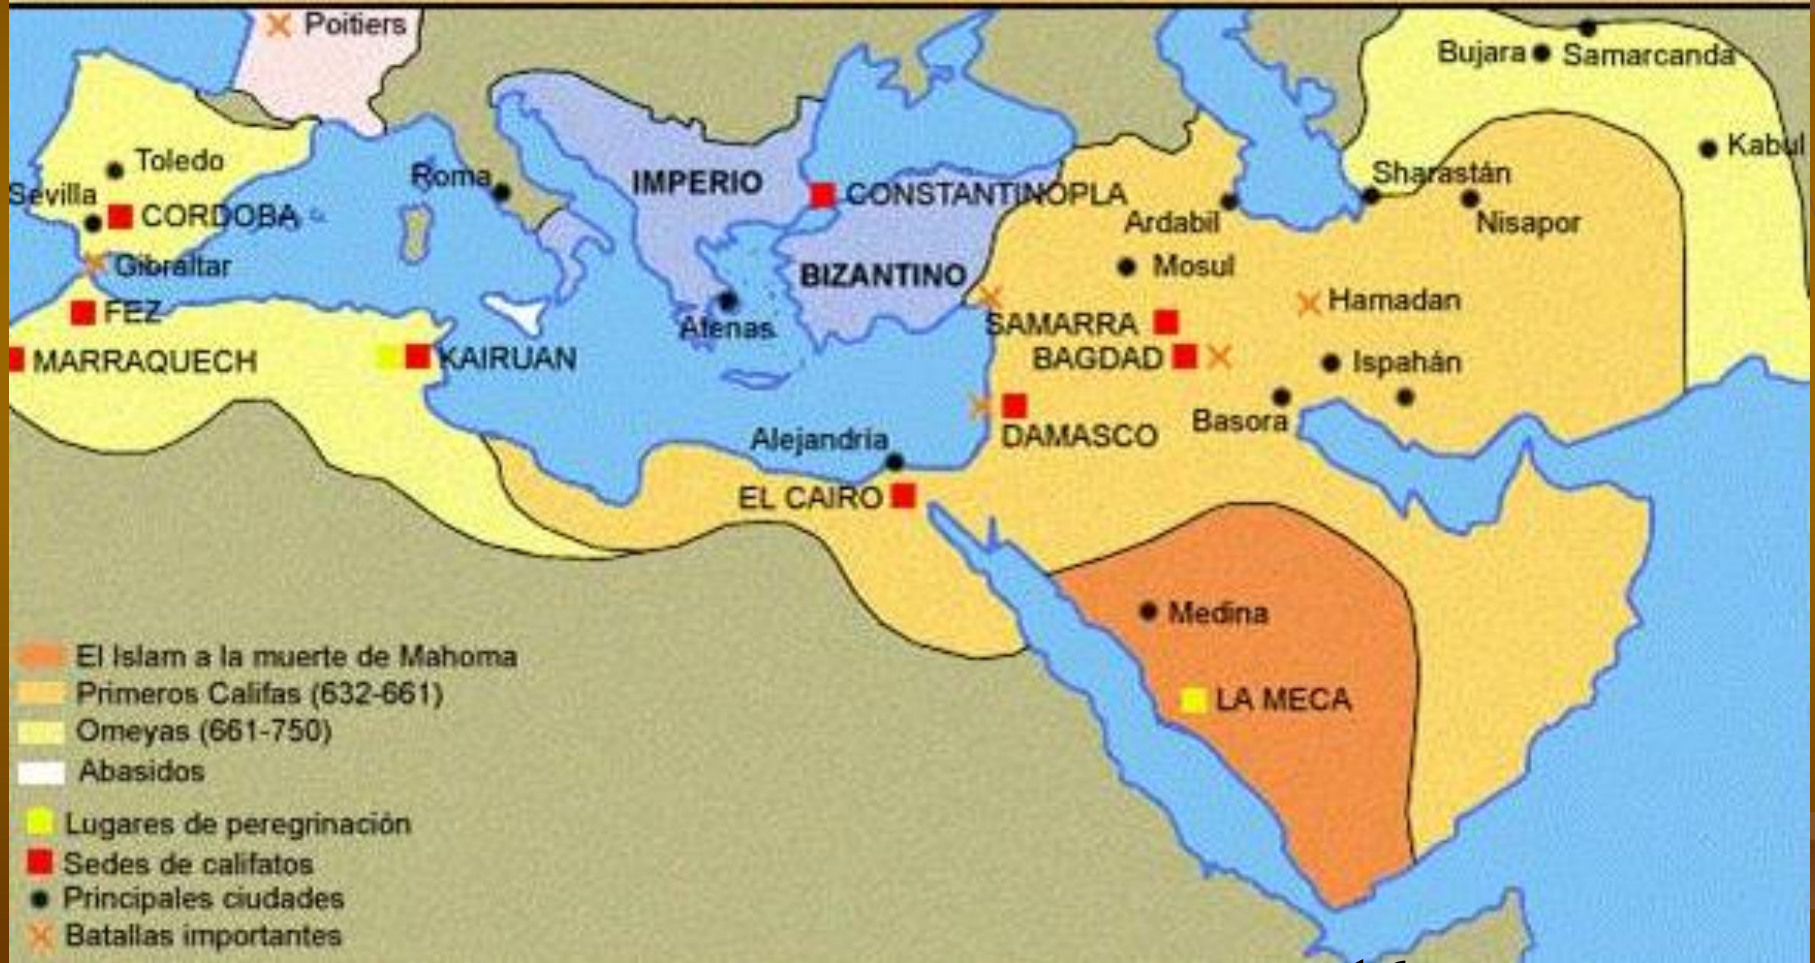 Poitiers
Bujara
Samarcanda
Toledo
Kabul
Roma
IMPERIO
Sharastán
Sevilla
CONSTANTINOPLA
CORDOBA
Ardabil
Nisapor
Gibraltar
Mosul
BIZANTINO
Hamadan
FEZ
Atenas
SAMARRA
MARRAQUECH
KAIRUAN
BAGDAD
Ispahán
Basora
Alejandría
DAMASCO
EL CAIRO
Medina
LA MECA
El Islam a la muerte de Mahoma
Primeros Califas (632-661)
Omeyas (661-750)
Abasidos
Lugares de peregrinación
Sedes de califatos
Principales ciudades
Batallas importantes